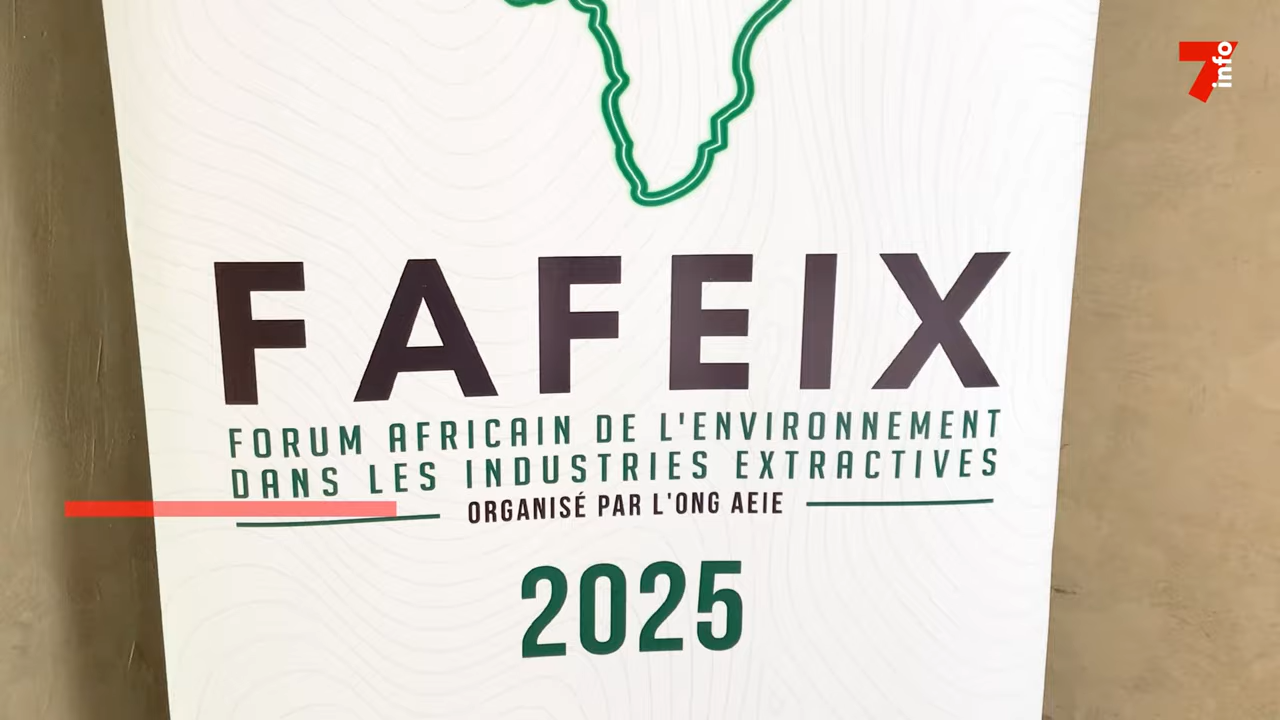 7info
FAFEIX
FORUM AFRICAIN DE L'ENVIRONNEMENT
DANS LES INDUSTRIES EXTRACTIVES
ORGANISÉ PAR L'ONG AEIE
2025